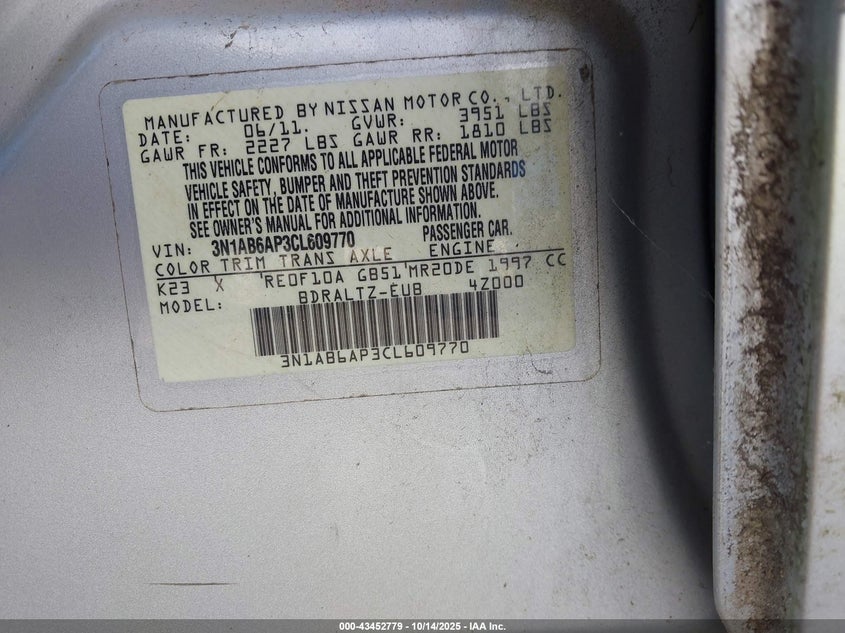 MANUFACTURED BY NISSAN MOTOR CO., LTD.
DATE: 06/11. GVWR: 3951 LBS
GAWR FR: 2227 LBS GAWR RR: 1810 LBS
THIS VEHICLE CONFORMS TO ALL APPLICABLE FEDERAL MOTOR
VEHICLE SAFETY, BUMPER AND THEFT PREVENTION STANDARDS
IN EFFECT ON THE DATE OF MANUFACTURE SHOWN ABOVE.
SEE OWNER'S MANUAL FOR ADDITIONAL INFORMATION.
VIN: 3N1AB6AP3CL609770 PASSENGER CAR.
COLOR TRIM TRANS AXLE ENGINE
K23 X 'RE0F10A GB51'MR20DE 1997 CC
MODEL: BDRALTZ-EUB 4Z000
3N1AB6AP3CL609770
000-43452779 - 10/14/2025 - IAA Inc.